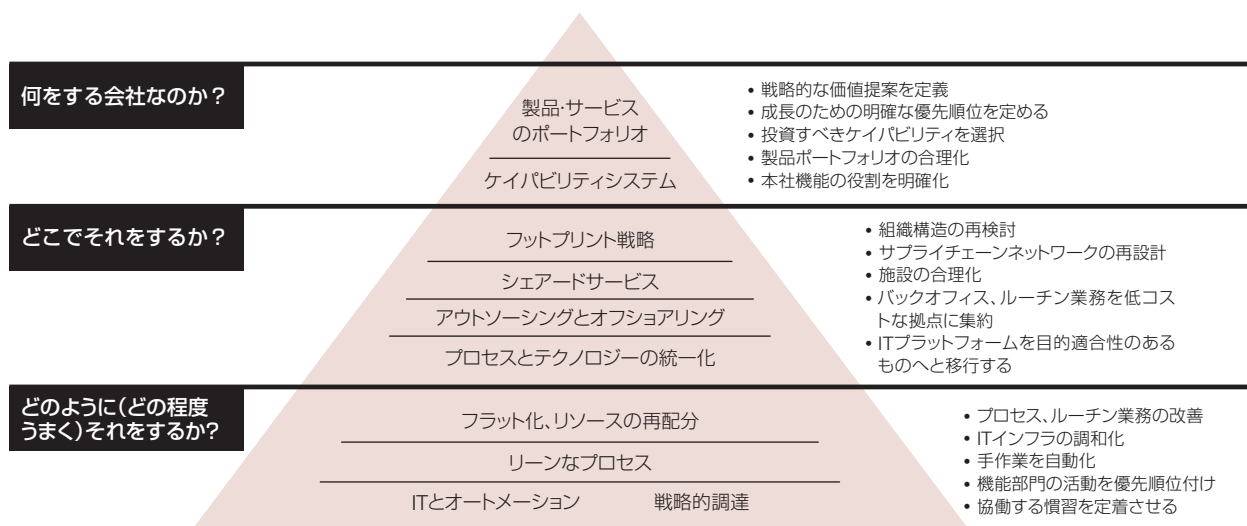 何をする会社なのか？
製品・サービス
のポートフォリオ
ケイパビリティシステム
• 戦略的な価値提案を定義
• 成長のための明確な優先順位を定める
• 投資すべきケイパビリティを選択
• 製品ポートフォリオの合理化
• 本社機能の役割を明確化
どこでそれをするか？
フットプリント戦略
シェアードサービス
アウトソーシングとオフショアリング
プロセスとテクノロジーの統一化
• 組織構造の再検討
• サプライチェーンネットワークの再設計
• 施設の合理化
• バックオフィス、ルーチン業務を低コス
トな拠点に集約
• ITプラットフォームを目的適合性のある
ものへと移行する
どのように（どの程度
うまく）それをするか?
フラット化、リソースの再配分
リーンなプロセス
ITとオートメーション 戦略的調達
• プロセス、ルーチン業務の改善
• ITインフラの調和化
• 手作業を自動化
• 機能部門の活動を優先順位付け
• 協働する慣習を定着させる